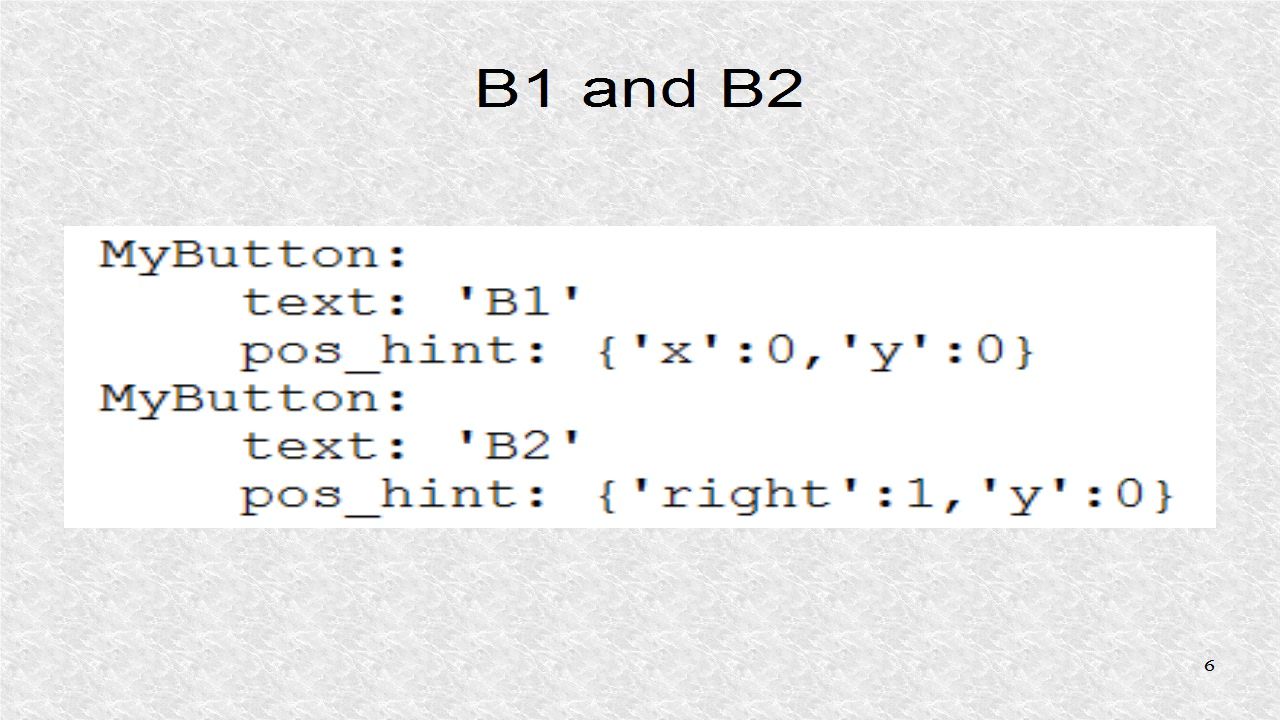 B1 and B2
MyButton:
text: 'B1'
pos_hint: {'x':0,'y':0}
MyButton:
text: 'B2'
pos_hint: {'right':1,'y':0}
6